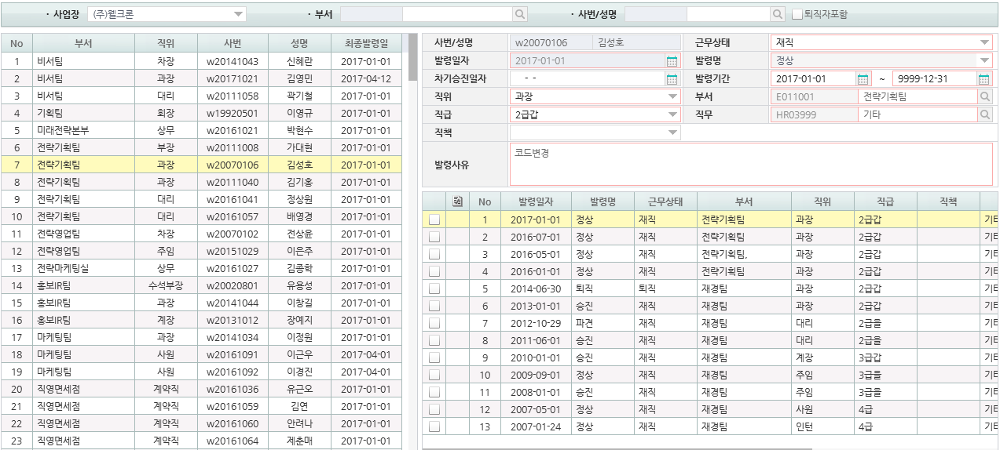 · 사업장 (주)웰크론 · 부서 · 사번/성명 퇴직자포함
No 부서 직위 사번 성명 최종발령일
1 비서팀 차장 w20141043 신혜란 2017-01-01
2 비서팀 과장 w20171021 김영민 2017-04-12
3 비서팀 대리 w20111058 곽기철 2017-01-01
4 기획팀 회장 w19920501 이영규 2017-01-01
5 미래전략본부 상무 w20161021 박현수 2017-01-01
6 전략기획팀 부장 w20111008 가대현 2017-01-01
7 전략기획팀 과장 w20070106 김성호 2017-01-01
8 전략기획팀 과장 w20111040 김기홍 2017-01-01
9 전략기획팀 대리 w20161041 정상원 2017-01-01
10 전략기획팀 대리 w20161057 배영경 2017-01-01
11 전략영업팀 차장 w20070102 전상윤 2017-01-01
12 전략영업팀 주임 w20151029 이은주 2017-01-01
13 전략마케팅실 상무 w20161027 김종학 2017-01-01
14 홍보IR팀 수석부장 w20020801 유용성 2017-01-01
15 홍보IR팀 과장 w20141044 이창길 2017-01-01
16 홍보IR팀 계장 w20131012 장예지 2017-01-01
17 마케팅팀 과장 w20141034 이정원 2017-01-01
18 마케팅팀 사원 w20161091 이근우 2017-04-01
19 마케팅팀 사원 w20161092 이경진 2017-04-01
20 직영면세점 계약직 w20161036 유근오 2017-01-01
21 직영면세점 계약직 w20161059 김연 2017-01-01
22 직영면세점 계약직 w20161060 안려나 2017-01-01
23 직영면세점 계약직 w20161064 제춘매 2017-01-01
사번/성명 w20070106 김성호 근무상태 재직
발령일자 2017-01-01 발령명 정상
차기승진일자 - - 발령기간 2017-01-01 ~ 9999-12-31
직위 과장 부서 E011001 전략기획팀
직급 2급갑 직무 HR03999 기타
직책
발령사유 코드변경
No 발령일자 발령명 근무상태 부서 직위 직급 직책
1 2017-01-01 정상 재직 전략기획팀 과장 2급갑 기타
2 2016-07-01 정상 재직 전략기획팀 과장 2급갑 기타
3 2016-05-01 정상 재직 전략기획팀, 과장 2급갑 기타
4 2016-01-01 정상 재직 전략기획팀 과장 2급갑 기타
5 2014-06-30 퇴직 퇴직 재경팀 과장 2급갑 기타
6 2013-01-01 승진 재직 재경팀 과장 2급갑 기타
7 2012-10-29 파견 재직 재경팀 대리 2급을 기타
8 2011-06-01 승진 재직 재경팀 대리 2급을 기타
9 2010-01-01 승진 재직 재경팀 계장 3급갑 기타
10 2009-09-01 정상 재직 재경팀 주임 3급을 기타
11 2008-01-01 승진 재직 재경팀 주임 3급을 기타
12 2007-05-01 정상 재직 재경팀 사원 4급 기타
13 2007-01-24 정상 재직 재경팀 인턴 4급 기타